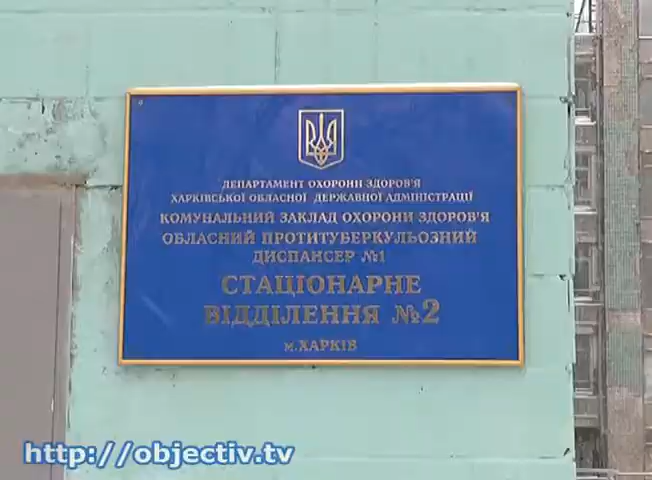 ДЕПАРТАМЕНТ ОХОРОНИ ЗДОРОВ'Я
ХАРКІВСЬКОЇ ОБЛАСНОЇ ДЕРЖАВНОЇ АДМІНІСТРАЦІЇ
КОМУНАЛЬНИЙ ЗАКЛАД ОХОРОНИ ЗДОРОВ'Я
ОБЛАСНИЙ ПРОТИТУБЕРКУЛЬОЗНИЙ
ДИСПАНСЕР №1
СТАЦІОНАРНЕ
ВІДДІЛЕННЯ №2
м.ХАРКІВ
http://objectiv.tv